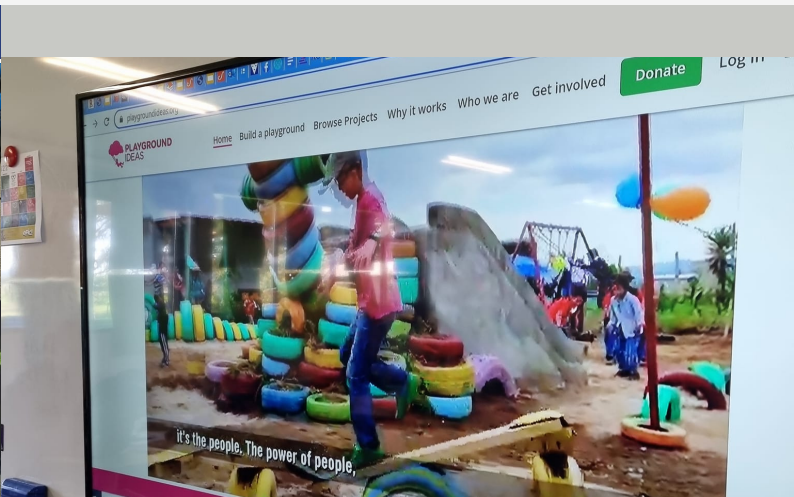 playgroundideas.org
PLAYGROUND
IDEAS
Home Build a playground Browse Projects Why it works Who we are Get involved Donate Log in
it's the people, The power of people,